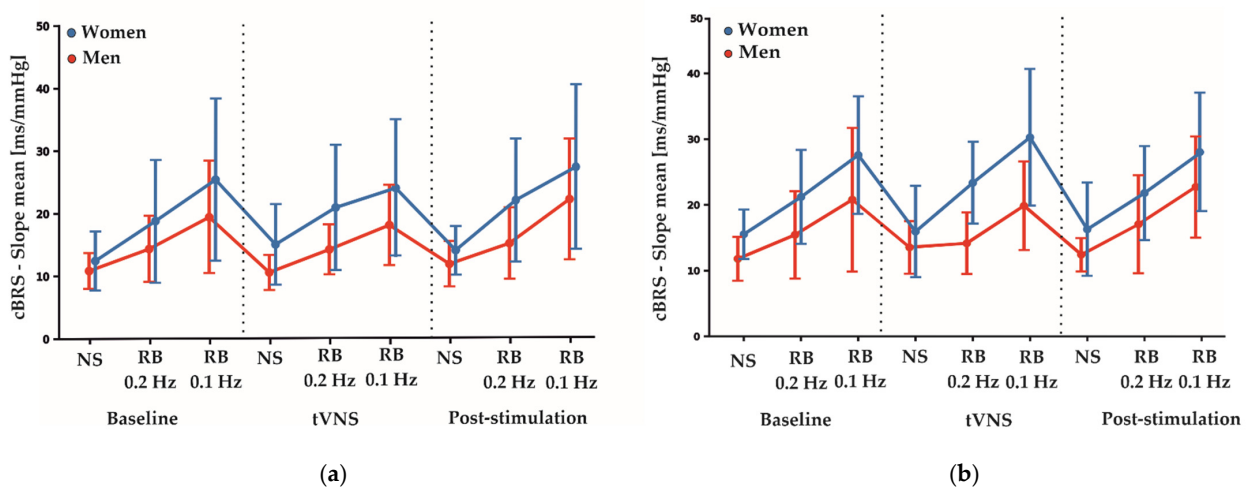 50
Women
Men
40
30
20
10
0
cBRS - Slope mean [ms/mmHg]
NS RB RB NS RB RB NS RB RB
0.2 Hz 0.1 Hz 0.2 Hz 0.1 Hz 0.2 Hz 0.1 Hz
Baseline tVNS Post-stimulation
(a)
50
Women
Men
40
30
20
10
0
cBRS - Slope mean [ms/mmHg]
NS RB RB NS RB RB NS RB RB
0.2 Hz 0.1 Hz 0.2 Hz 0.1 Hz 0.2 Hz 0.1 Hz
Baseline tVNS Post-stimulation
(b)